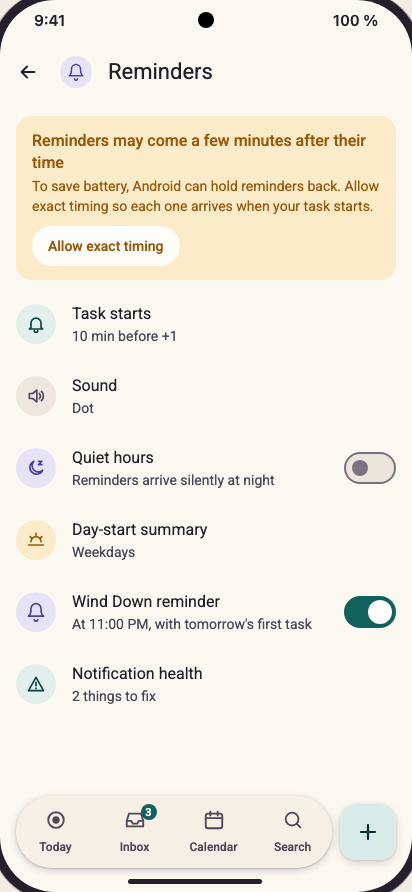 9:41
100 %
Reminders
Reminders may come a few minutes after their
time
To save battery, Android can hold reminders back. Allow
exact timing so each one arrives when your task starts.
Allow exact timing
Task starts
10 min before +1
Sound
Dot
Quiet hours
Reminders arrive silently at night
Day-start summary
Weekdays
Wind Down reminder
At 11:00 PM, with tomorrow's first task
Notification health
2 things to fix
3
Today
Inbox
Calendar
Search